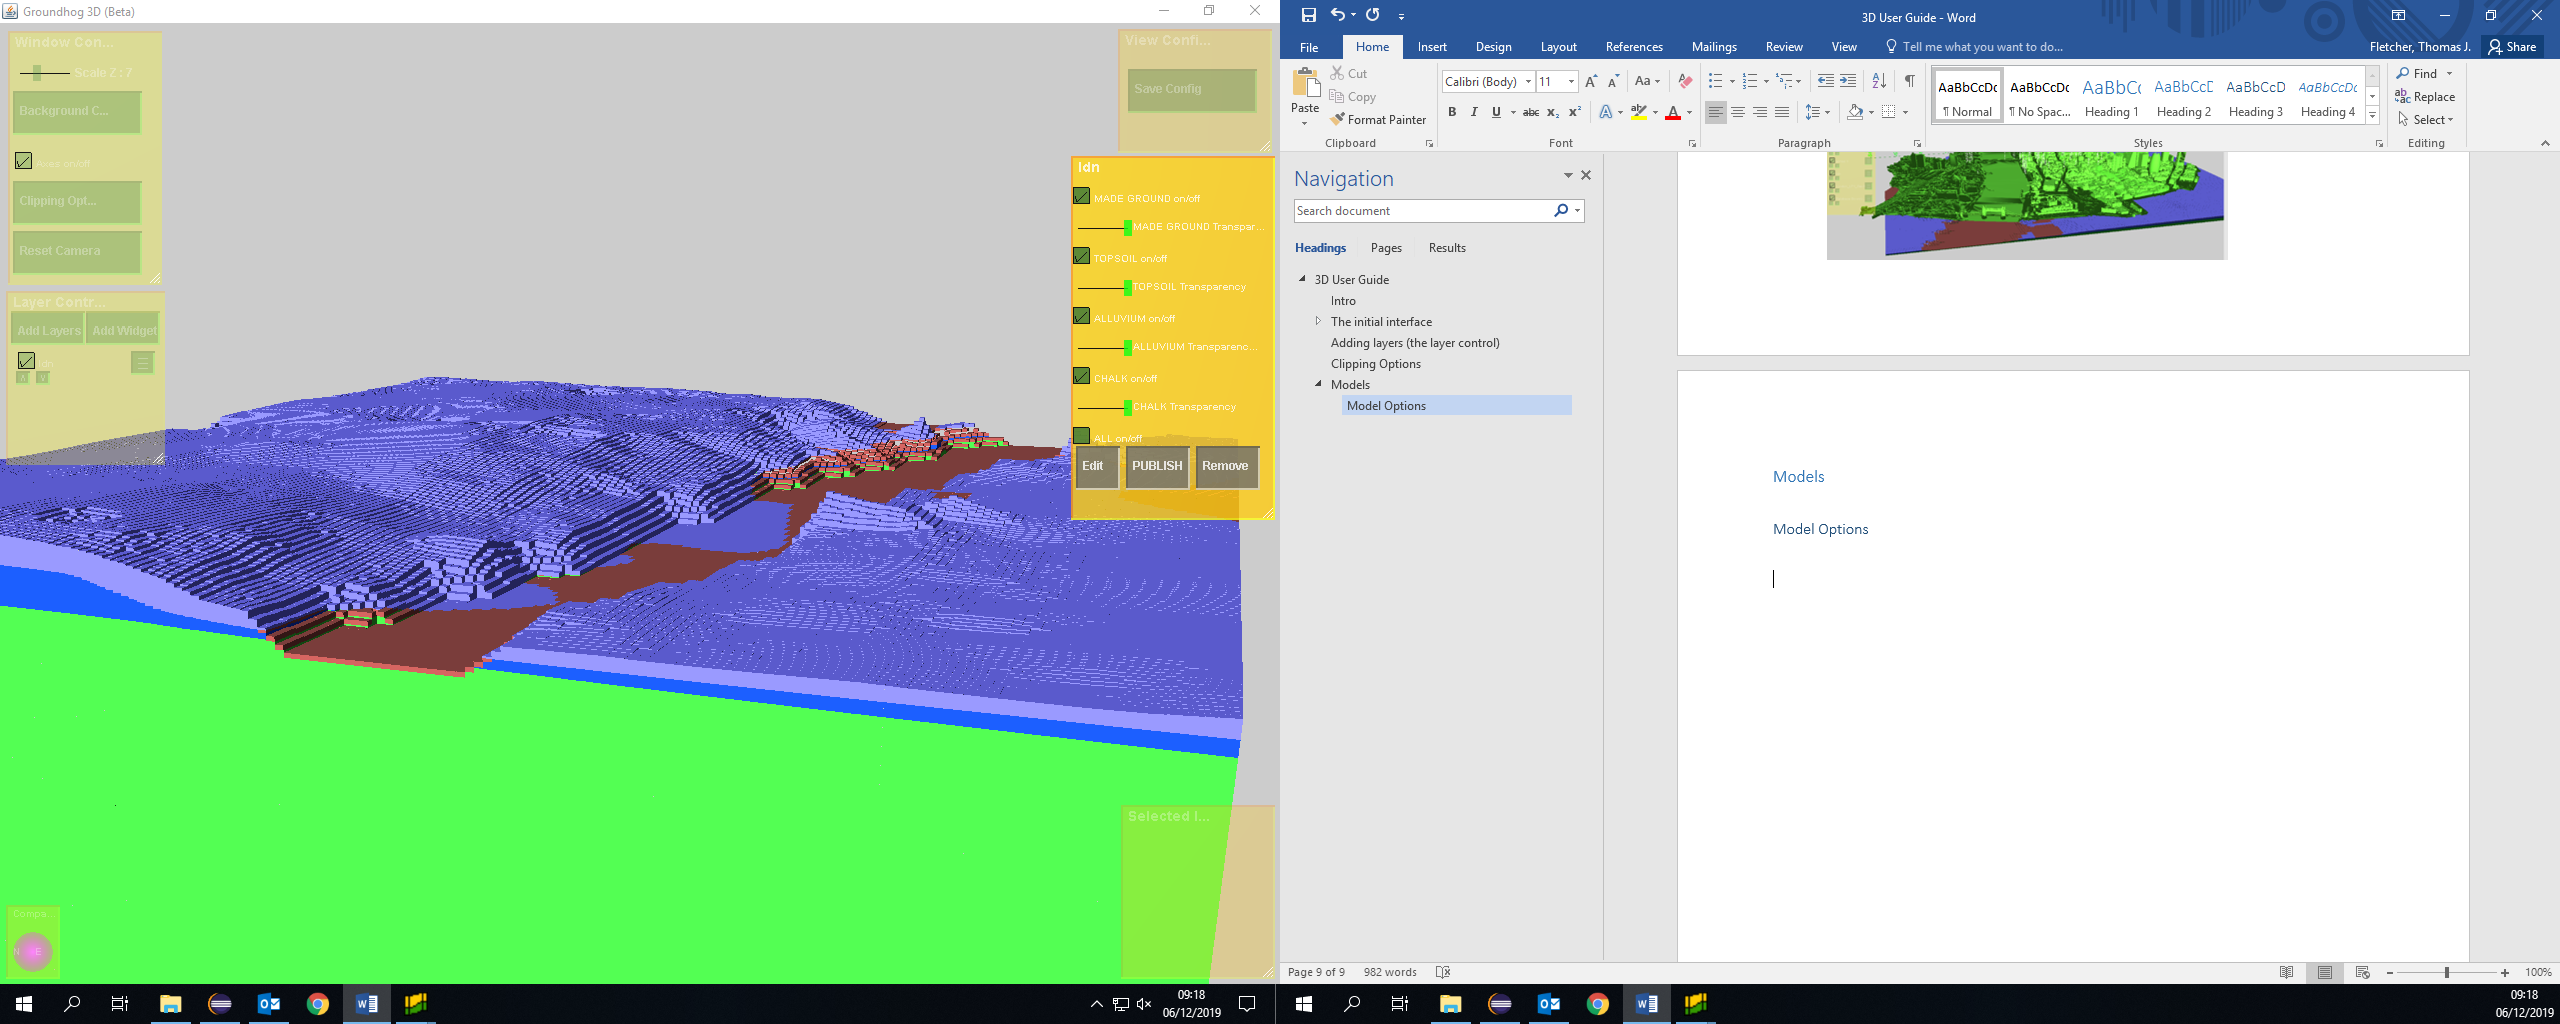 Groundhog 3D (Beta)
Window Con...
Scale Z : 7
Background C...
Axes on/off
Clipping Opt...
Reset Camera
Layer Contr...
Add Layers
Add Widget
ldn
View Confi...
Save Config
ldn
MADE GROUND on/off
MADE GROUND Transpar...
TOPSOIL on/off
TOPSOIL Transparency
ALLUVIUM on/off
ALLUVIUM Transparenc...
CHALK on/off
CHALK Transparency
ALL on/off
Edit
PUBLISH
Remove
Selected I...
Compa...
N E
09:18
06/12/2019
3D User Guide - Word
File
Home
Insert
Design
Layout
References
Mailings
Review
View
Tell me what you want to do...
Fletcher, Thomas J.
Share
Paste
Cut
Copy
Format Painter
Clipboard
Calibri (Body)
11
Font
Paragraph
AaBbCcDc
¶ Normal
AaBbCcDc
¶ No Spac...
AaBbC(
Heading 1
AaBbCcE
Heading 2
AaBbCcD
Heading 3
AaBbCcDc
Heading 4
Styles
Find
Replace
Select
Editing
Navigation
Search document
Headings
Pages
Results
3D User Guide
Intro
The initial interface
Adding layers (the layer control)
Clipping Options
Models
Model Options
Models
Model Options
Page 9 of 9
982 words
100%
09:18
06/12/2019